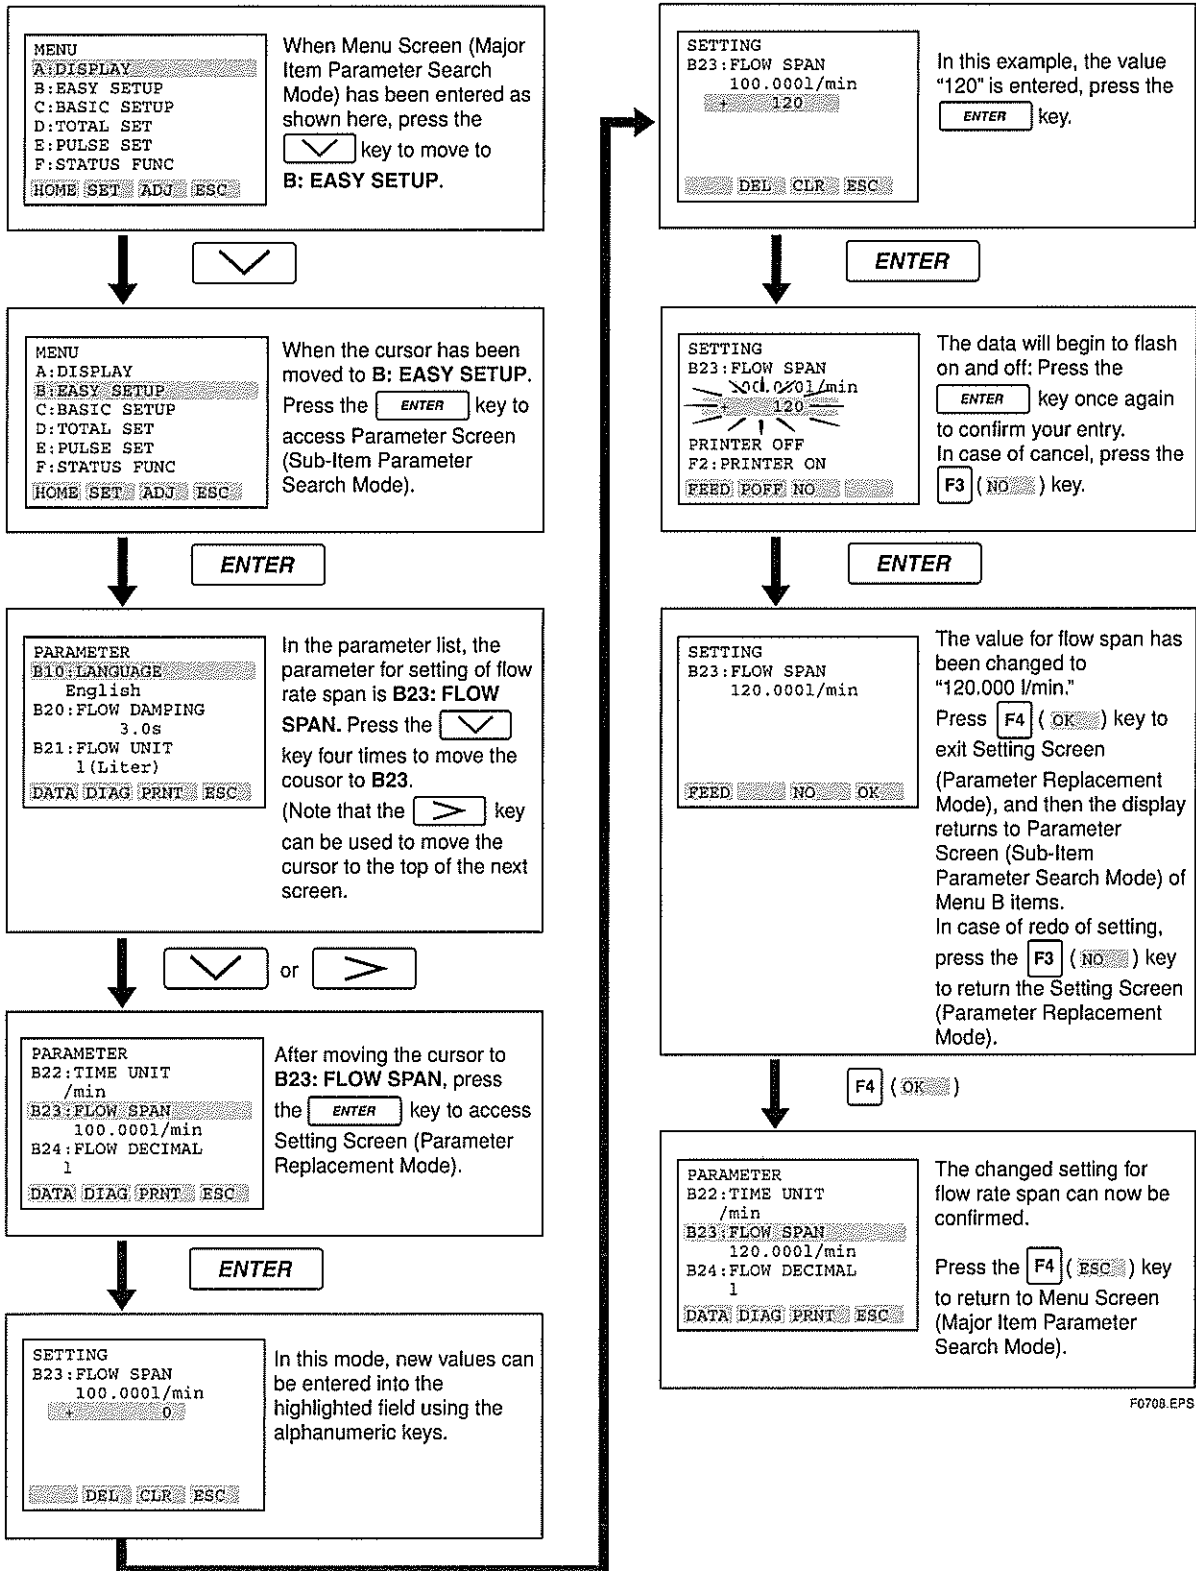 MENU
A:DISPLAY
B:EASY SETUP
C:BASIC SETUP
D:TOTAL SET
E:PULSE SET
F:STATUS FUNC
HOME SET ADJ ESC
When Menu Screen (Major
Item Parameter Search
Mode) has been entered as
shown here, press the
key to move to
B: EASY SETUP.
MENU
A:DISPLAY
B:EASY SETUP
C:BASIC SETUP
D:TOTAL SET
E:PULSE SET
F:STATUS FUNC
HOME SET ADJ ESC
When the cursor has been
moved to B: EASY SETUP.
Press the ENTER key to
access Parameter Screen
(Sub-Item Parameter
Search Mode).
ENTER
PARAMETER
B10:LANGUAGE
English
B20:FLOW DAMPING
3.0s
B21:FLOW UNIT
l(Liter)
DATA DIAG PRNT ESC
In the parameter list, the
parameter for setting of flow
rate span is B23: FLOW
SPAN. Press the
key four times to move the
cousor to B23.
(Note that the > key
can be used to move the
cursor to the top of the next
screen.
or >
PARAMETER
B22:TIME UNIT
/min
B23:FLOW SPAN
100.000l/min
B24:FLOW DECIMAL
1
DATA DIAG PRNT ESC
After moving the cursor to
B23: FLOW SPAN, press
the ENTER key to access
Setting Screen (Parameter
Replacement Mode).
ENTER
SETTING
B23:FLOW SPAN
100.000l/min
+ 0
DEL CLR ESC
In this mode, new values can
be entered into the
highlighted field using the
alphanumeric keys.
SETTING
B23:FLOW SPAN
100.000l/min
+ 120
DEL CLR ESC
In this example, the value
“120” is entered, press the
ENTER key.
ENTER
SETTING
B23:FLOW SPAN
100.000l/min
+ 120
PRINTER OFF
F2:PRINTER ON
FEED POFF NO
The data will begin to flash
on and off: Press the
ENTER key once again
to confirm your entry.
In case of cancel, press the
F3 ( NO ) key.
ENTER
SETTING
B23:FLOW SPAN
120.000l/min
FEED NO OK
The value for flow span has
been changed to
“120.000 l/min.”
Press F4 ( OK ) key to
exit Setting Screen
(Parameter Replacement
Mode), and then the display
returns to Parameter
Screen (Sub-Item
Parameter Search Mode) of
Menu B items.
In case of redo of setting,
press the F3 ( NO ) key
to return the Setting Screen
(Parameter Replacement
Mode).
F4 ( OK )
PARAMETER
B22:TIME UNIT
/min
B23:FLOW SPAN
120.000l/min
B24:FLOW DECIMAL
1
DATA DIAG PRNT ESC
The changed setting for
flow rate span can now be
confirmed.
Press the F4 ( ESC ) key
to return to Menu Screen
(Major Item Parameter
Search Mode).
F0708.EPS